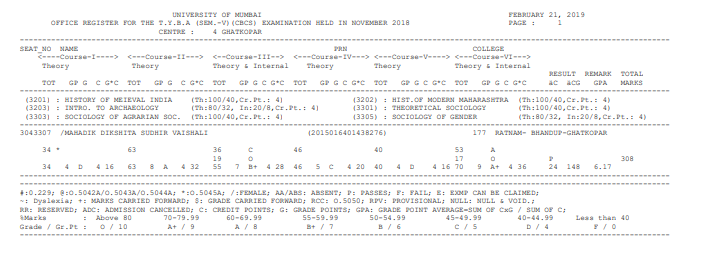 UNIVERSITY OF MUMBAI FEBRUARY 21, 2019
OFFICE REGISTER FOR THE T.Y.B.A (SEM.-V) (CBCS) EXAMINATION HELD IN NOVEMBER 2018 PAGE : 1
CENTRE : 4 GHATKOPAR
SEAT_NO NAME PRN COLLEGE
<----Course-I----> <---Course-II---> <---Course-III--> <---Course-IV---> <---Course-V----> <---Course-VI--->
Theory Theory Theory & Internal Theory Theory Theory & Internal
RESULT REMARK TOTAL
TOT GP G C G*C TOT GP G C G*C TOT GP G C G*C TOT GP G C G*C TOT GP G C G*C TOT GP G C G*C äC äCG GPA MARKS
(3201) : HISTORY OF MEIEVAL INDIA (Th:100/40,Cr.Pt.: 4) (3202) : HIST.OF MODERN MAHARASHTRA (Th:100/40,Cr.Pt.: 4)
(3203) : INTRO. TO ARCHAEOLOGY (Th:80/32, In:20/8,Cr.Pt.: 4) (3301) : THEORETICAL SOCIOLOGY (Th:100/40,Cr.Pt.: 4)
(3303) : SOCIOLOGY OF AGRARIAN SOC. (Th:100/40,Cr.Pt.: 4) (3305) : SOCIOLOGY OF GENDER (Th:80/32, In:20/8,Cr.Pt.: 4)
3043307 /MAHADIK DIKSHITA SUDHIR VAISHALI (2015016401438276) 177 RATNAM- BHANDUP-GHATKOPAR
34 * 63 36 C 46 40 53 A
19 O 17 O P 308
34 4 D 4 16 63 8 A 4 32 55 7 B+ 4 28 46 5 C 4 20 40 4 D 4 16 70 9 A+ 4 36 24 148 6.17
#:0.229; @:O.5042A/O.5043A/O.5044A; *:O.5045A; /:FEMALE; AA/ABS: ABSENT; P: PASSES; F: FAIL; E: EXMP CAN BE CLAIMED;
~: Dyslexia; +: MARKS CARRIED FORWARD; $: GRADE CARRIED FORWARD; RCC: O.5050; RPV: PROVISIONAL; NULL: NULL & VOID.;
RR: RESERVED; ADC: ADMISSION CANCELLED; C: CREDIT POINTS; G: GRADE POINTS; GPA: GRADE POINT AVERAGE=SUM OF CxG / SUM OF C;
%Marks : Above 80 70-79.99 60-69.99 55-59.99 50-54.99 45-49.99 40-44.99 Less than 40
Grade / Gr.Pt : O / 10 A+ / 9 A / 8 B+ / 7 B / 6 C / 5 D / 4 F / 0